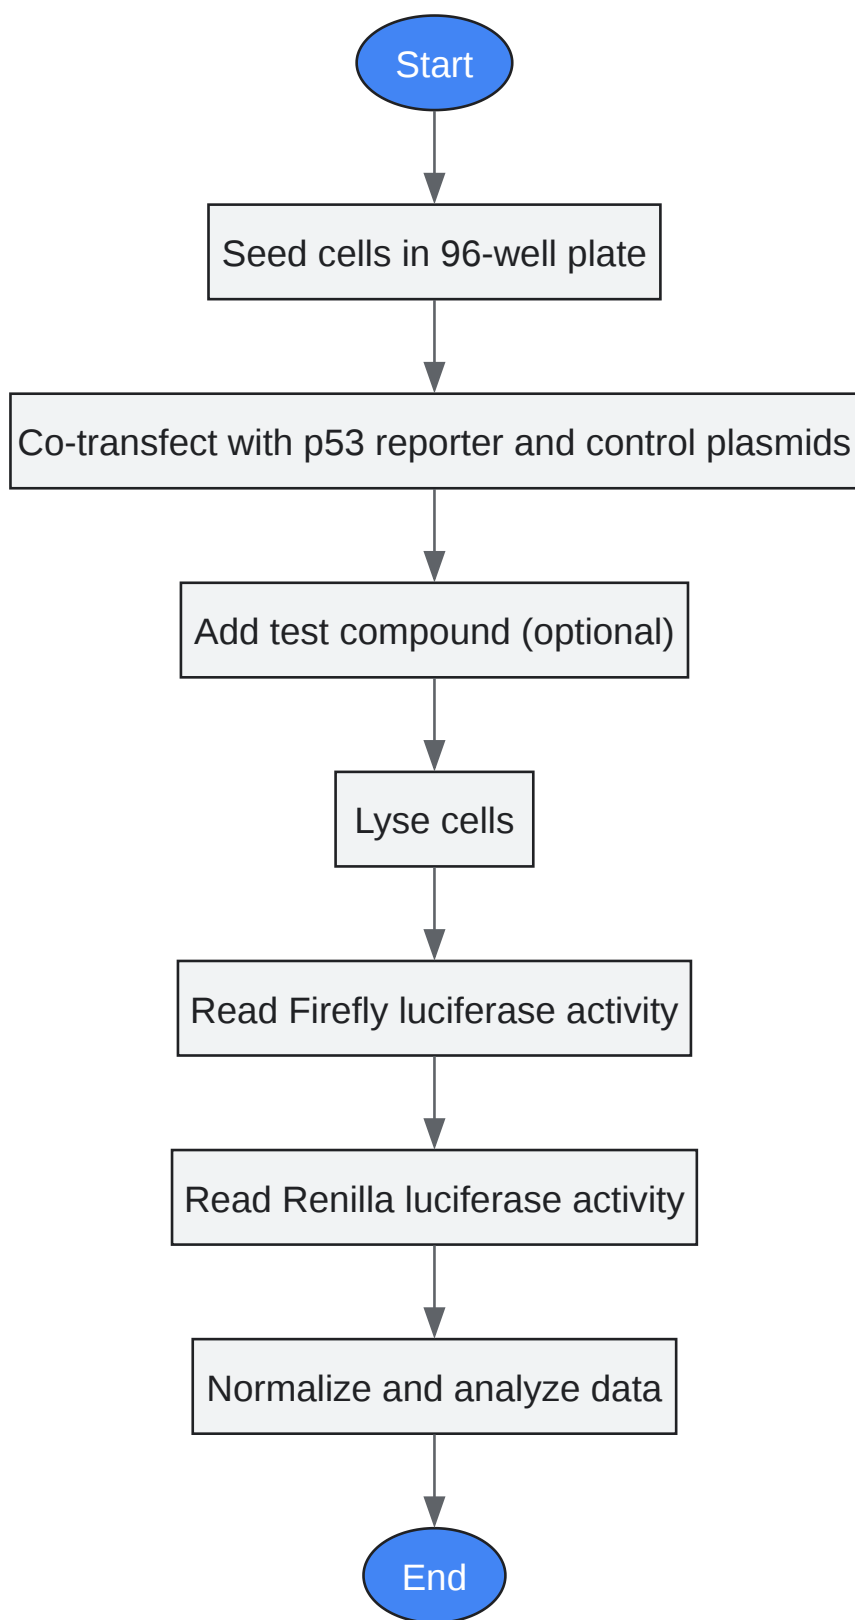 Start
Seed cells in 96-well plate
Co-transfect with p53 reporter and control plasmids
Add test compound (optional)
Lyse cells
Read Firefly luciferase activity
Read Renilla luciferase activity
Normalize and analyze data
End